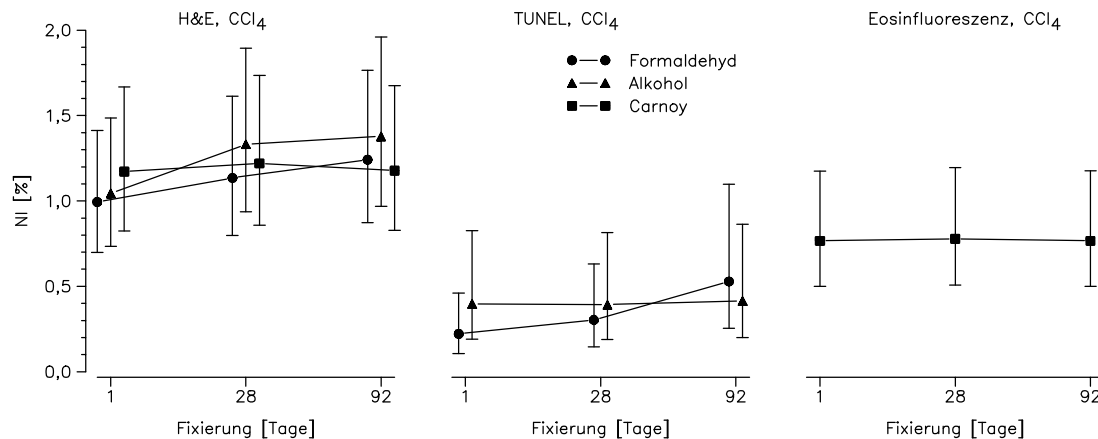 H&E, CCl4
TUNEL, CCl4
Eosinfluoreszenz, CCl4
Formaldehyd
Alkohol
Carnoy
NI [%]
2,0
1,5
1,0
0,5
0,0
1 28 92
1 28 92
1 28 92
Fixierung [Tage]
Fixierung [Tage]
Fixierung [Tage]